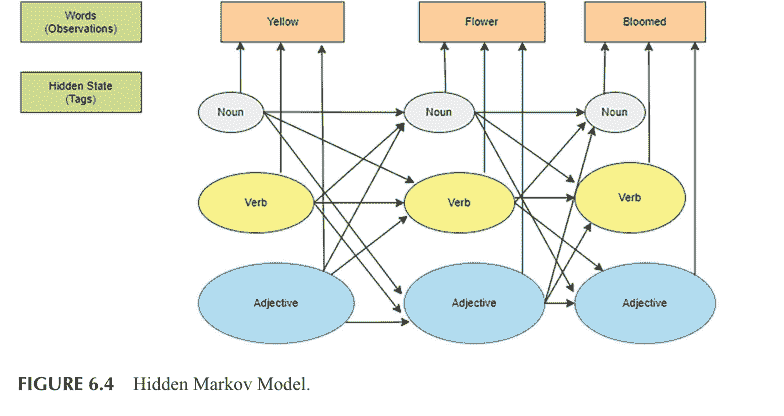 Words
(Observations)
Yellow
Flower
Bloomed
Hidden State
(Tags)
Noun
Noun
Noun
Verb
Verb
Verb
Adjective
Adjective
Adjective
FIGURE 6.4 Hidden Markov Model.